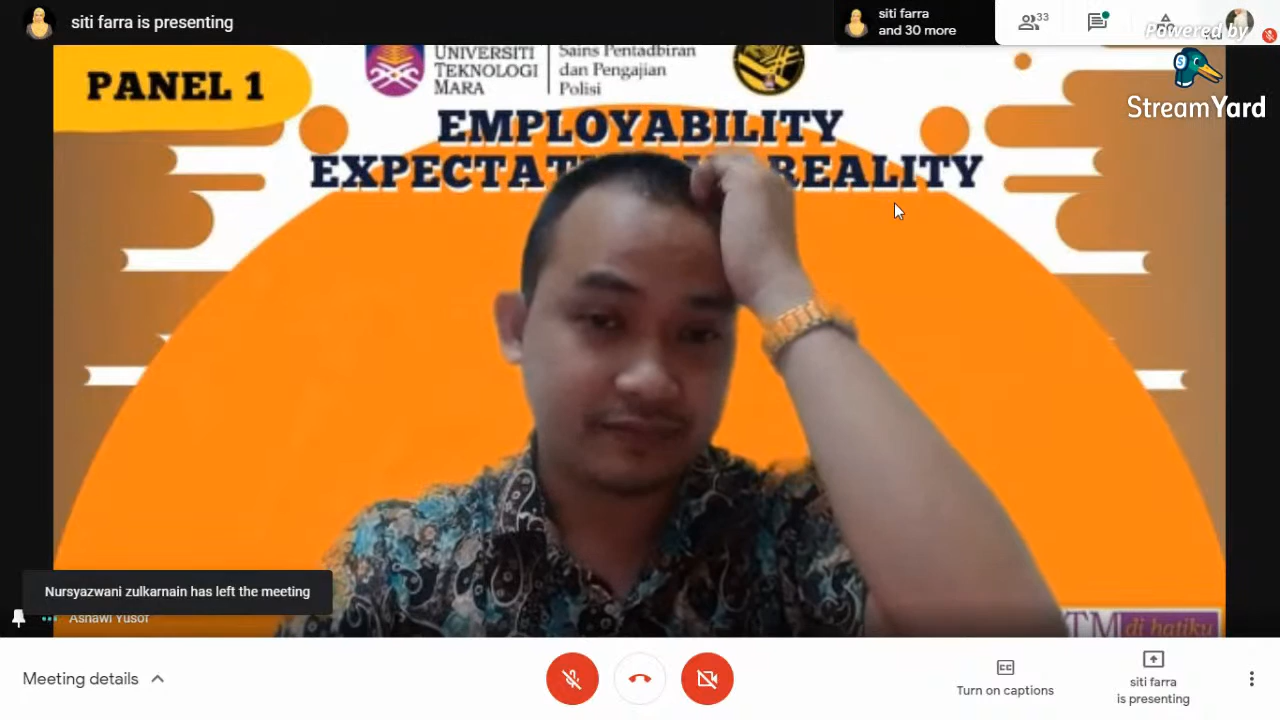 siti farra is presenting
siti farra
and 30 more
33
Powered by
StreamYard
PANEL 1
UNIVERSITI
TEKNOLOGI
MARA
Sains Pentadbiran
dan Pengajian
Polisi
EMPLOYABILITY
REALITY
Nursyazwani zulkarnain has left the meeting
Ashawi Yusof
di hatiku
Meeting details
Turn on captions
siti farra
is presenting